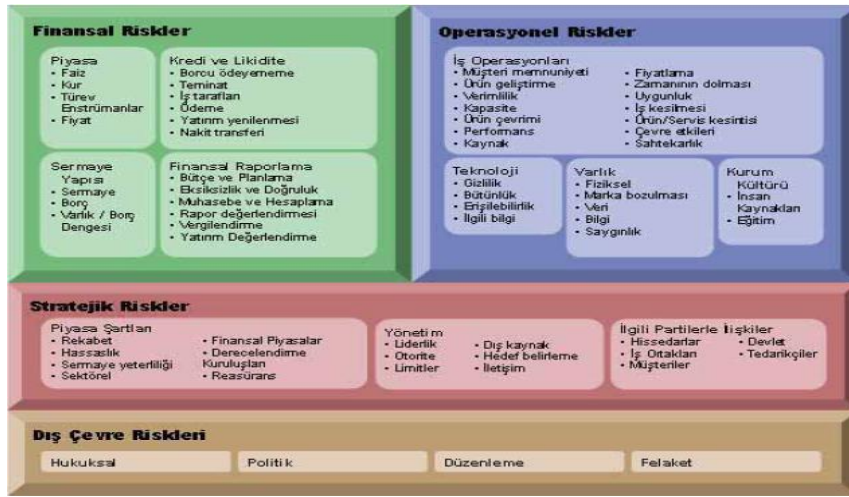 Finansal Riskler
Piyasa
• Faiz
• Kur
• Türev
Enstrümanlar
• Fiyat
Kredi ve Likidite
• Borcu ödeyememe
• Teminat
• İş tarafları
• Ödeme
• Yatırım yenilenmesi
• Nakit transferi
Sermaye
Yapısı
• Sermaye
• Borç
• Varlık / Borç
Dengesi
Finansal Raporlama
• Bütçe ve Planlama
• Eksiksizlik ve Doğruluk
• Muhasebe ve Hesaplama
• Rapor değerlendirmesi
• Vergilendirme
• Yatırım Değerlendirme
Operasyonel Riskler
İş Operasyonları
• Müşteri memnuniyeti
• Ürün geliştirme
• Verimlilik
• Kapasite
• Ürün çevrimi
• Performans
• Kaynak
• Fiyatlama
• Zamanının dolması
• Uygunluk
• İş kesilmesi
• Ürün/Servis kesintisi
• Çevre etkileri
• Sahtekarlık
Teknoloji
• Gizlilik
• Bütünlük
• Erişilebilirlik
• İlgili bilgi
Varlık
• Fiziksel
• Marka bozulması
• Veri
• Bilgi
• Saygınlık
Kurum
Kültürü
• İnsan
Kaynakları
• Eğitim
Stratejik Riskler
Piyasa Şartları
• Rekabet
• Hassaslık
• Sermaye yeterliliği
• Sektörel
• Finansal Piyasalar
• Derecelendirme
Kuruluşları
• Reasürans
Yönetim
• Liderlik
• Otorite
• Limitler
• Dış kaynak
• Hedef belirleme
• İletişim
İlgili Partilerle İlişkiler
• Hissedarlar
• İş Ortakları
• Müşteriler
• Devlet
• Tedarikçiler
Dış Çevre Riskleri
Hukuksal
Politik
Düzenleme
Felaket